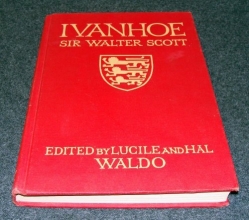 IVANHOE
SIR WALTER SCOTT
EDITED BY LUCILE AND HAL
WALDO